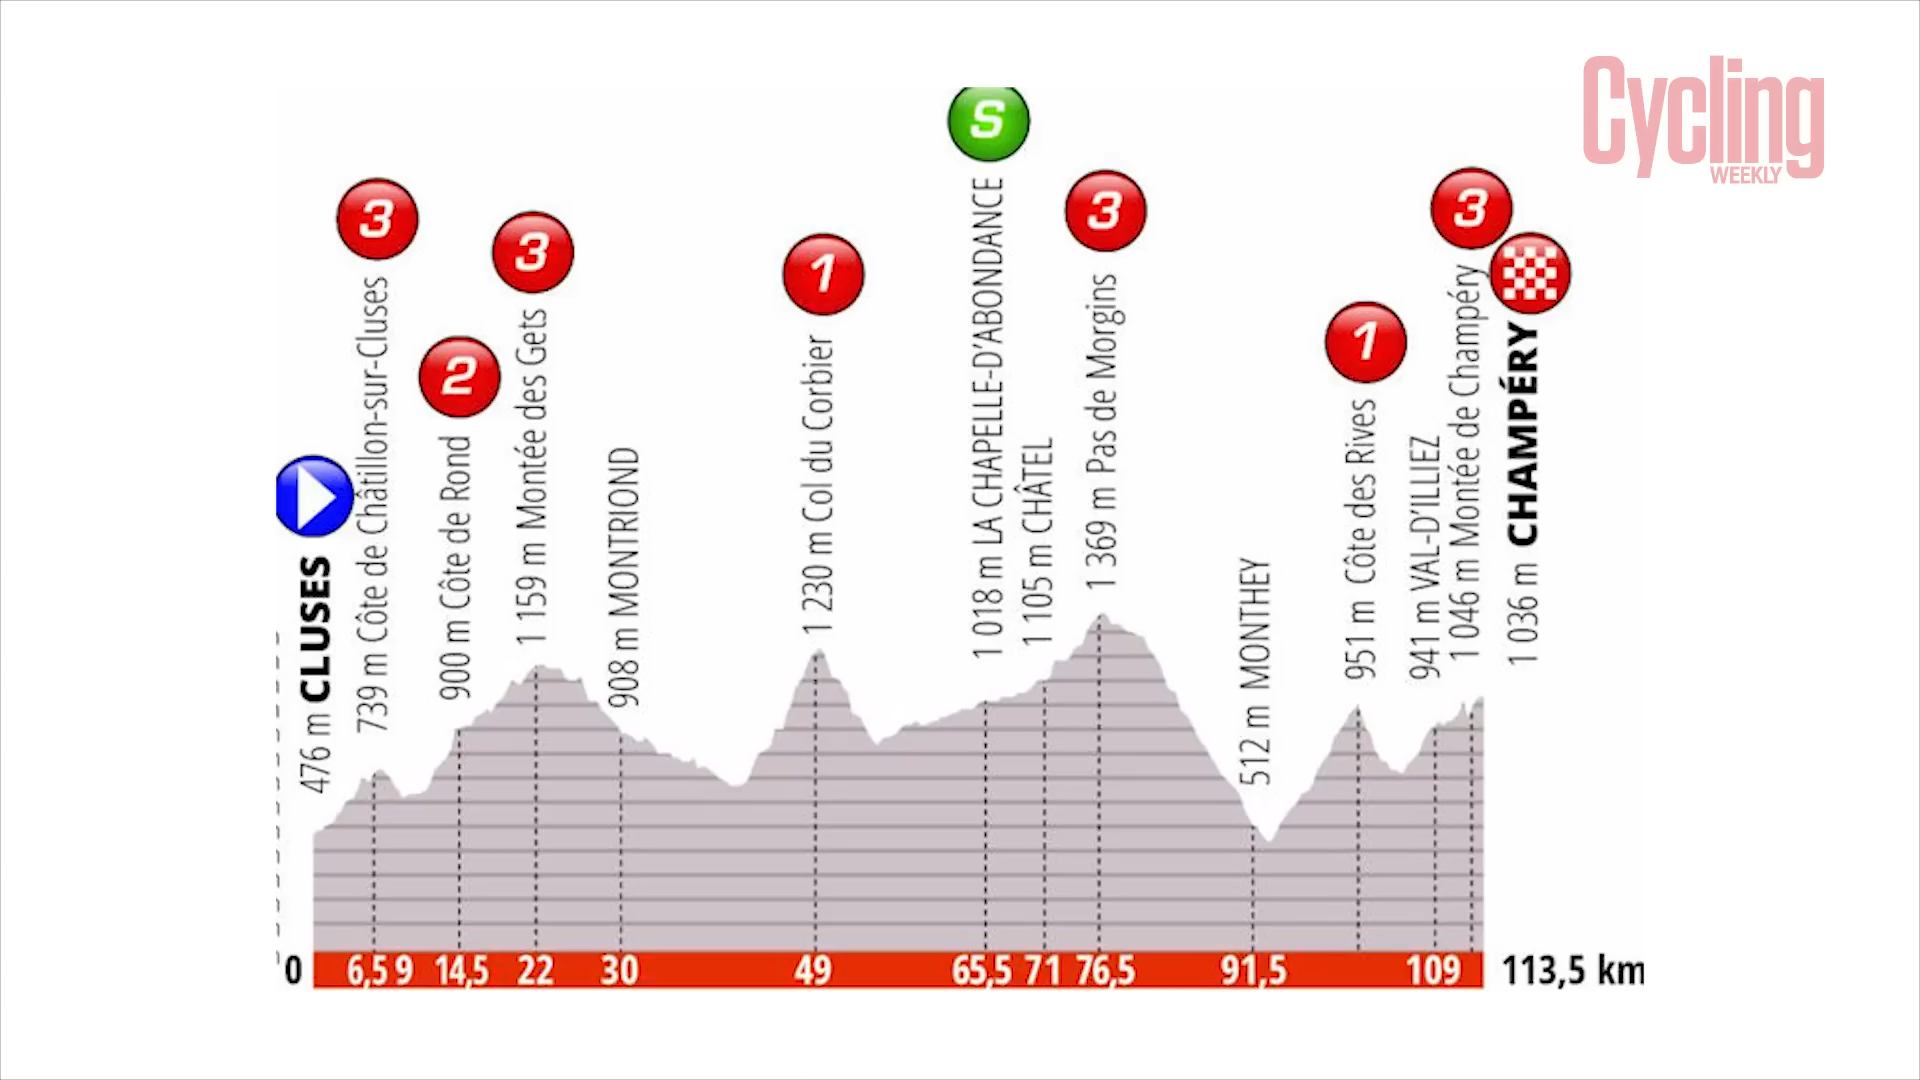 Cycling
WEEKLY
476 m CLUSES
3
739 m Côte de Châtillon-sur-Cluses
2
900 m Côte de Rond
3
1 159 m Montée des Gets
908 m MONTRIOND
1
1 230 m Col du Corbier
S
1 018 m LA CHAPELLE-D'ABONDANCE
1 105 m CHÂTEL
3
1 369 m Pas de Morgins
512 m MONTHEY
1
951 m Côte des Rives
941 m VAL-D'ILLIEZ
3
1 046 m Montée de Champéry
1 036 m CHAMPÉRY
0 6,5 9 14,5 22 30 49 65,5 71 76,5 91,5 109 113,5 km